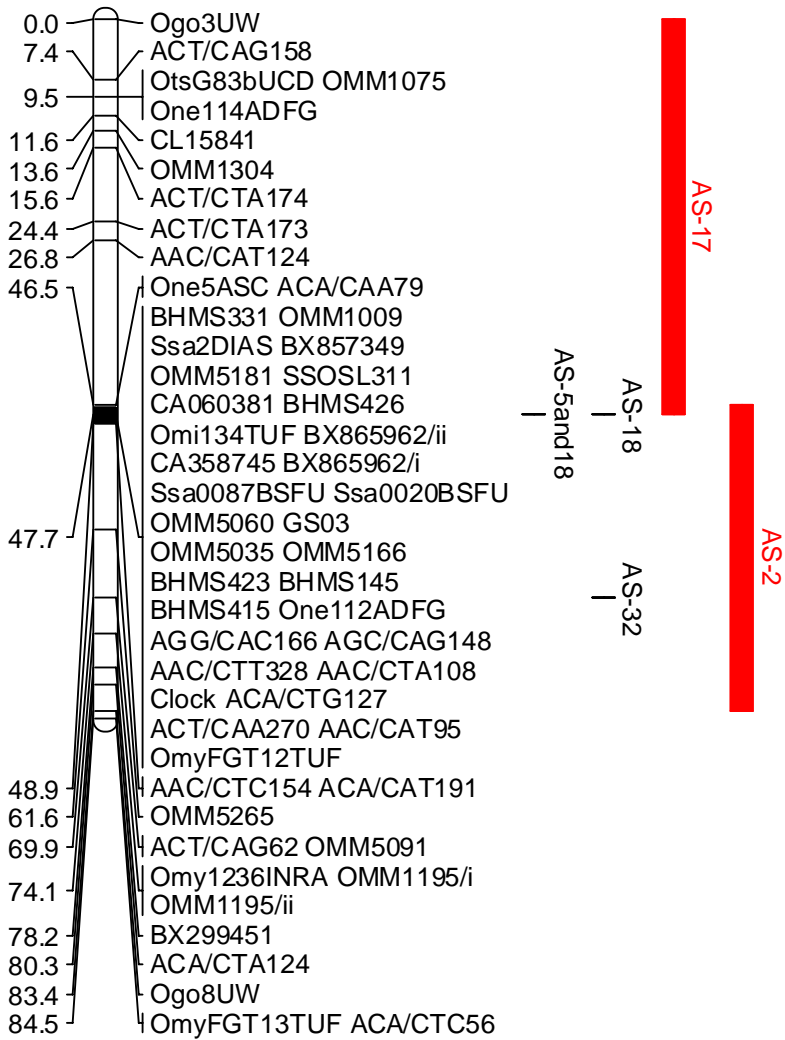 0.0 Ogo3UW
7.4 ACT/CAG158
OtsG83bUCD OMM1075
9.5
One114ADFG
11.6 CL15841
13.6 OMM1304
15.6 ACT/CTA174
24.4 ACT/CTA173
26.8 AAC/CAT124
46.5 One5ASC ACA/CAA79
BHMS331 OMM1009
Ssa2DIAS BX857349
OMM5181 SSOSL311
CA060381 BHMS426
Omi134TUF BX865962/ii
CA358745 BX865962/i
Ssa0087BSFU Ssa0020BSFU
OMM5060 GS03
47.7
OMM5035 OMM5166
BHMS423 BHMS145
BHMS415 One112ADFG
AGG/CAC166 AGC/CAG148
AAC/CTT328 AAC/CTA108
Clock ACA/CTG127
ACT/CAA270 AAC/CAT95
OmyFGT12TUF
48.9 AAC/CTC154 ACA/CAT191
61.6 OMM5265
69.9 ACT/CAG62 OMM5091
Omy1236INRA OMM1195/i
74.1
OMM1195/ii
78.2 BX299451
80.3 ACA/CTA124
83.4 Ogo8UW
84.5 OmyFGT13TUF ACA/CTC56
AS-5and18
AS-18
AS-32
AS-17
AS-2